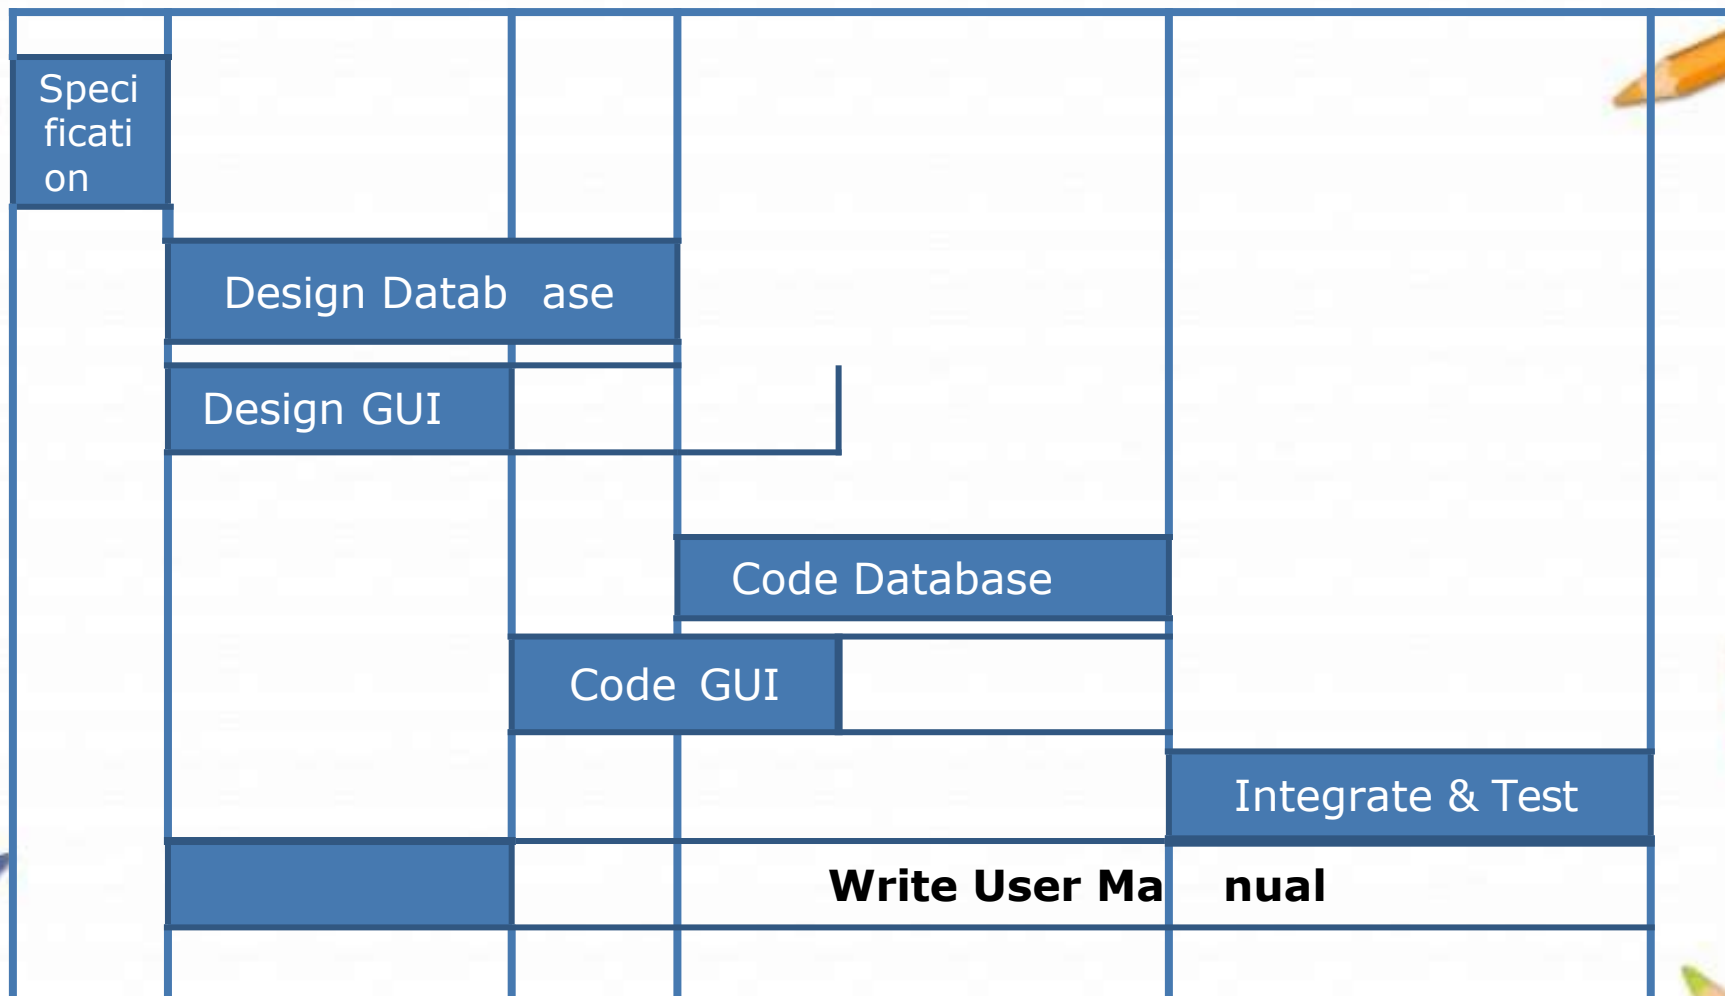 Speci
ficati
on
Design Datab ase
Design GUI
Code Database
Code GUI
Integrate & Test
Write User Ma nual